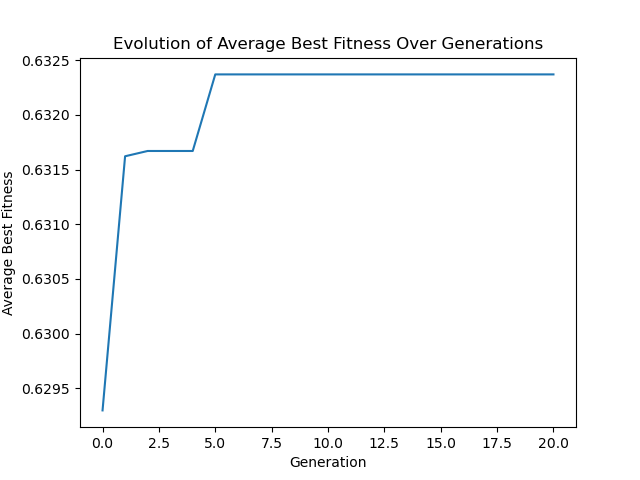 Evolution of Average Best Fitness Over Generations
Average Best Fitness
0.6325
0.6320
0.6315
0.6310
0.6305
0.6300
0.6295
0.0 2.5 5.0 7.5 10.0 12.5 15.0 17.5 20.0
Generation